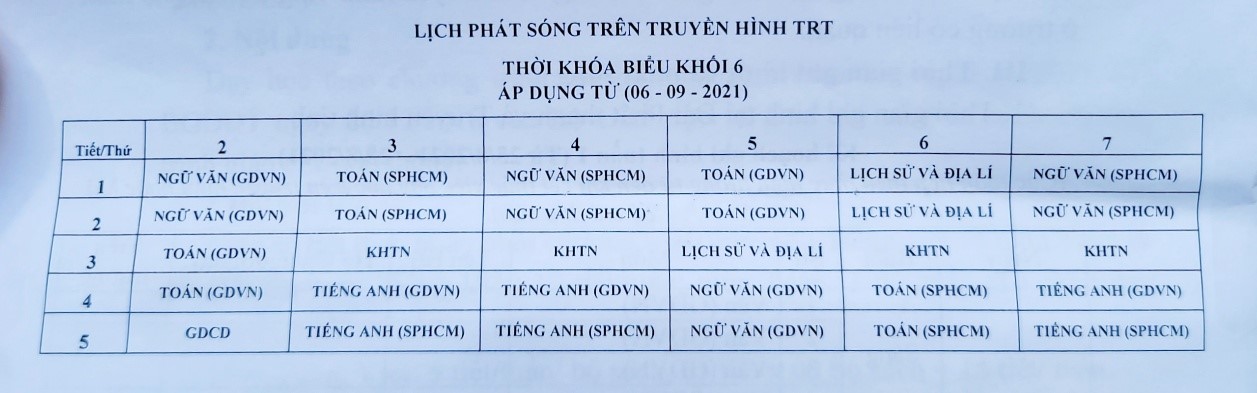 LỊCH PHÁT SÓNG TRÊN TRUYỀN HÌNH TRT
THỜI KHÓA BIỂU KHỐI 6
ÁP DỤNG TỪ (06 - 09 - 2021)
Tiết/Thứ 2 3 4 5 6 7
1 NGỮ VĂN (GDVN) TOÁN (SPHCM) NGỮ VĂN (SPHCM) TOÁN (GDVN) LỊCH SỬ VÀ ĐỊA LÍ NGỮ VĂN (SPHCM)
2 NGỮ VĂN (GDVN) TOÁN (SPHCM) NGỮ VĂN (SPHCM) TOÁN (GDVN) LỊCH SỬ VÀ ĐỊA LÍ NGỮ VĂN (SPHCM)
3 TOÁN (GDVN) KHTN KHTN LỊCH SỬ VÀ ĐỊA LÍ KHTN KHTN
4 TOÁN (GDVN) TIẾNG ANH (GDVN) TIẾNG ANH (GDVN) NGỮ VĂN (GDVN) TOÁN (SPHCM) TIẾNG ANH (GDVN)
5 GDCD TIẾNG ANH (SPHCM) TIẾNG ANH (SPHCM) NGỮ VĂN (GDVN) TOÁN (SPHCM) TIẾNG ANH (SPHCM)